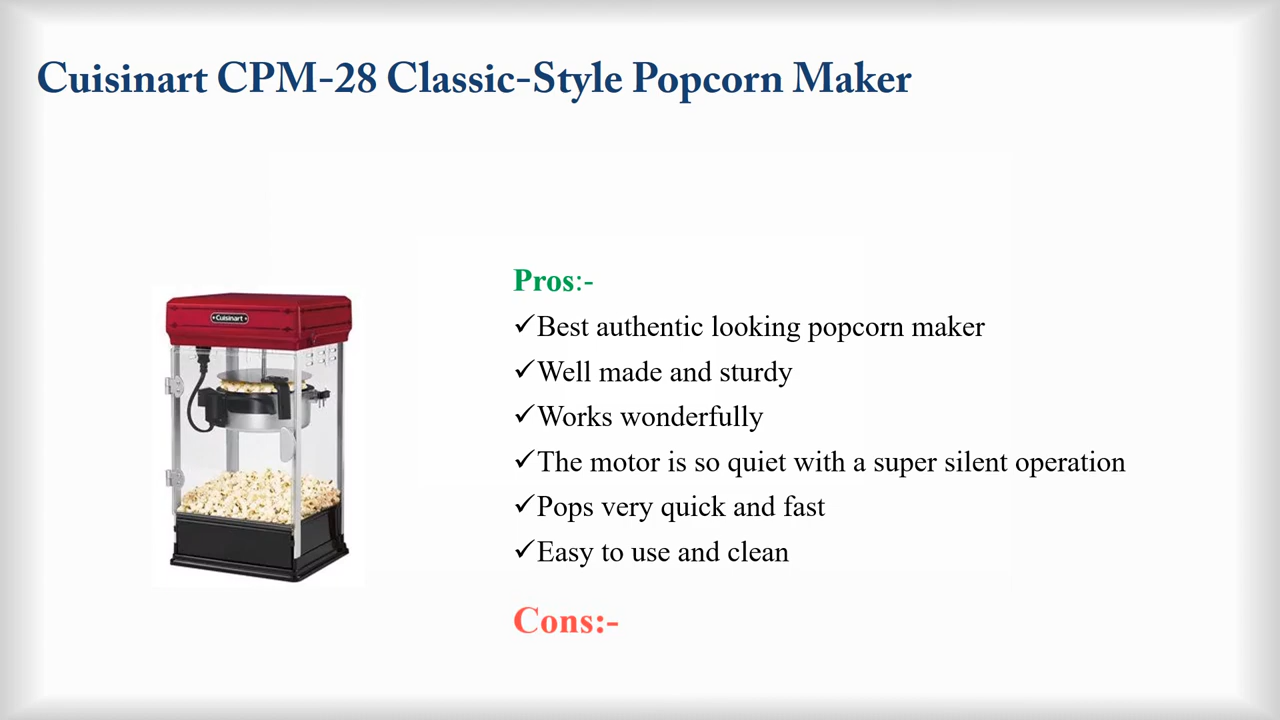 Cuisinart CPM-28 Classic-Style Popcorn Maker
Cuisinart
Pros:-
✓Best authentic looking popcorn maker
✓Well made and sturdy
✓Works wonderfully
✓The motor is so quiet with a super silent operation
✓Pops very quick and fast
✓Easy to use and clean
Cons:-